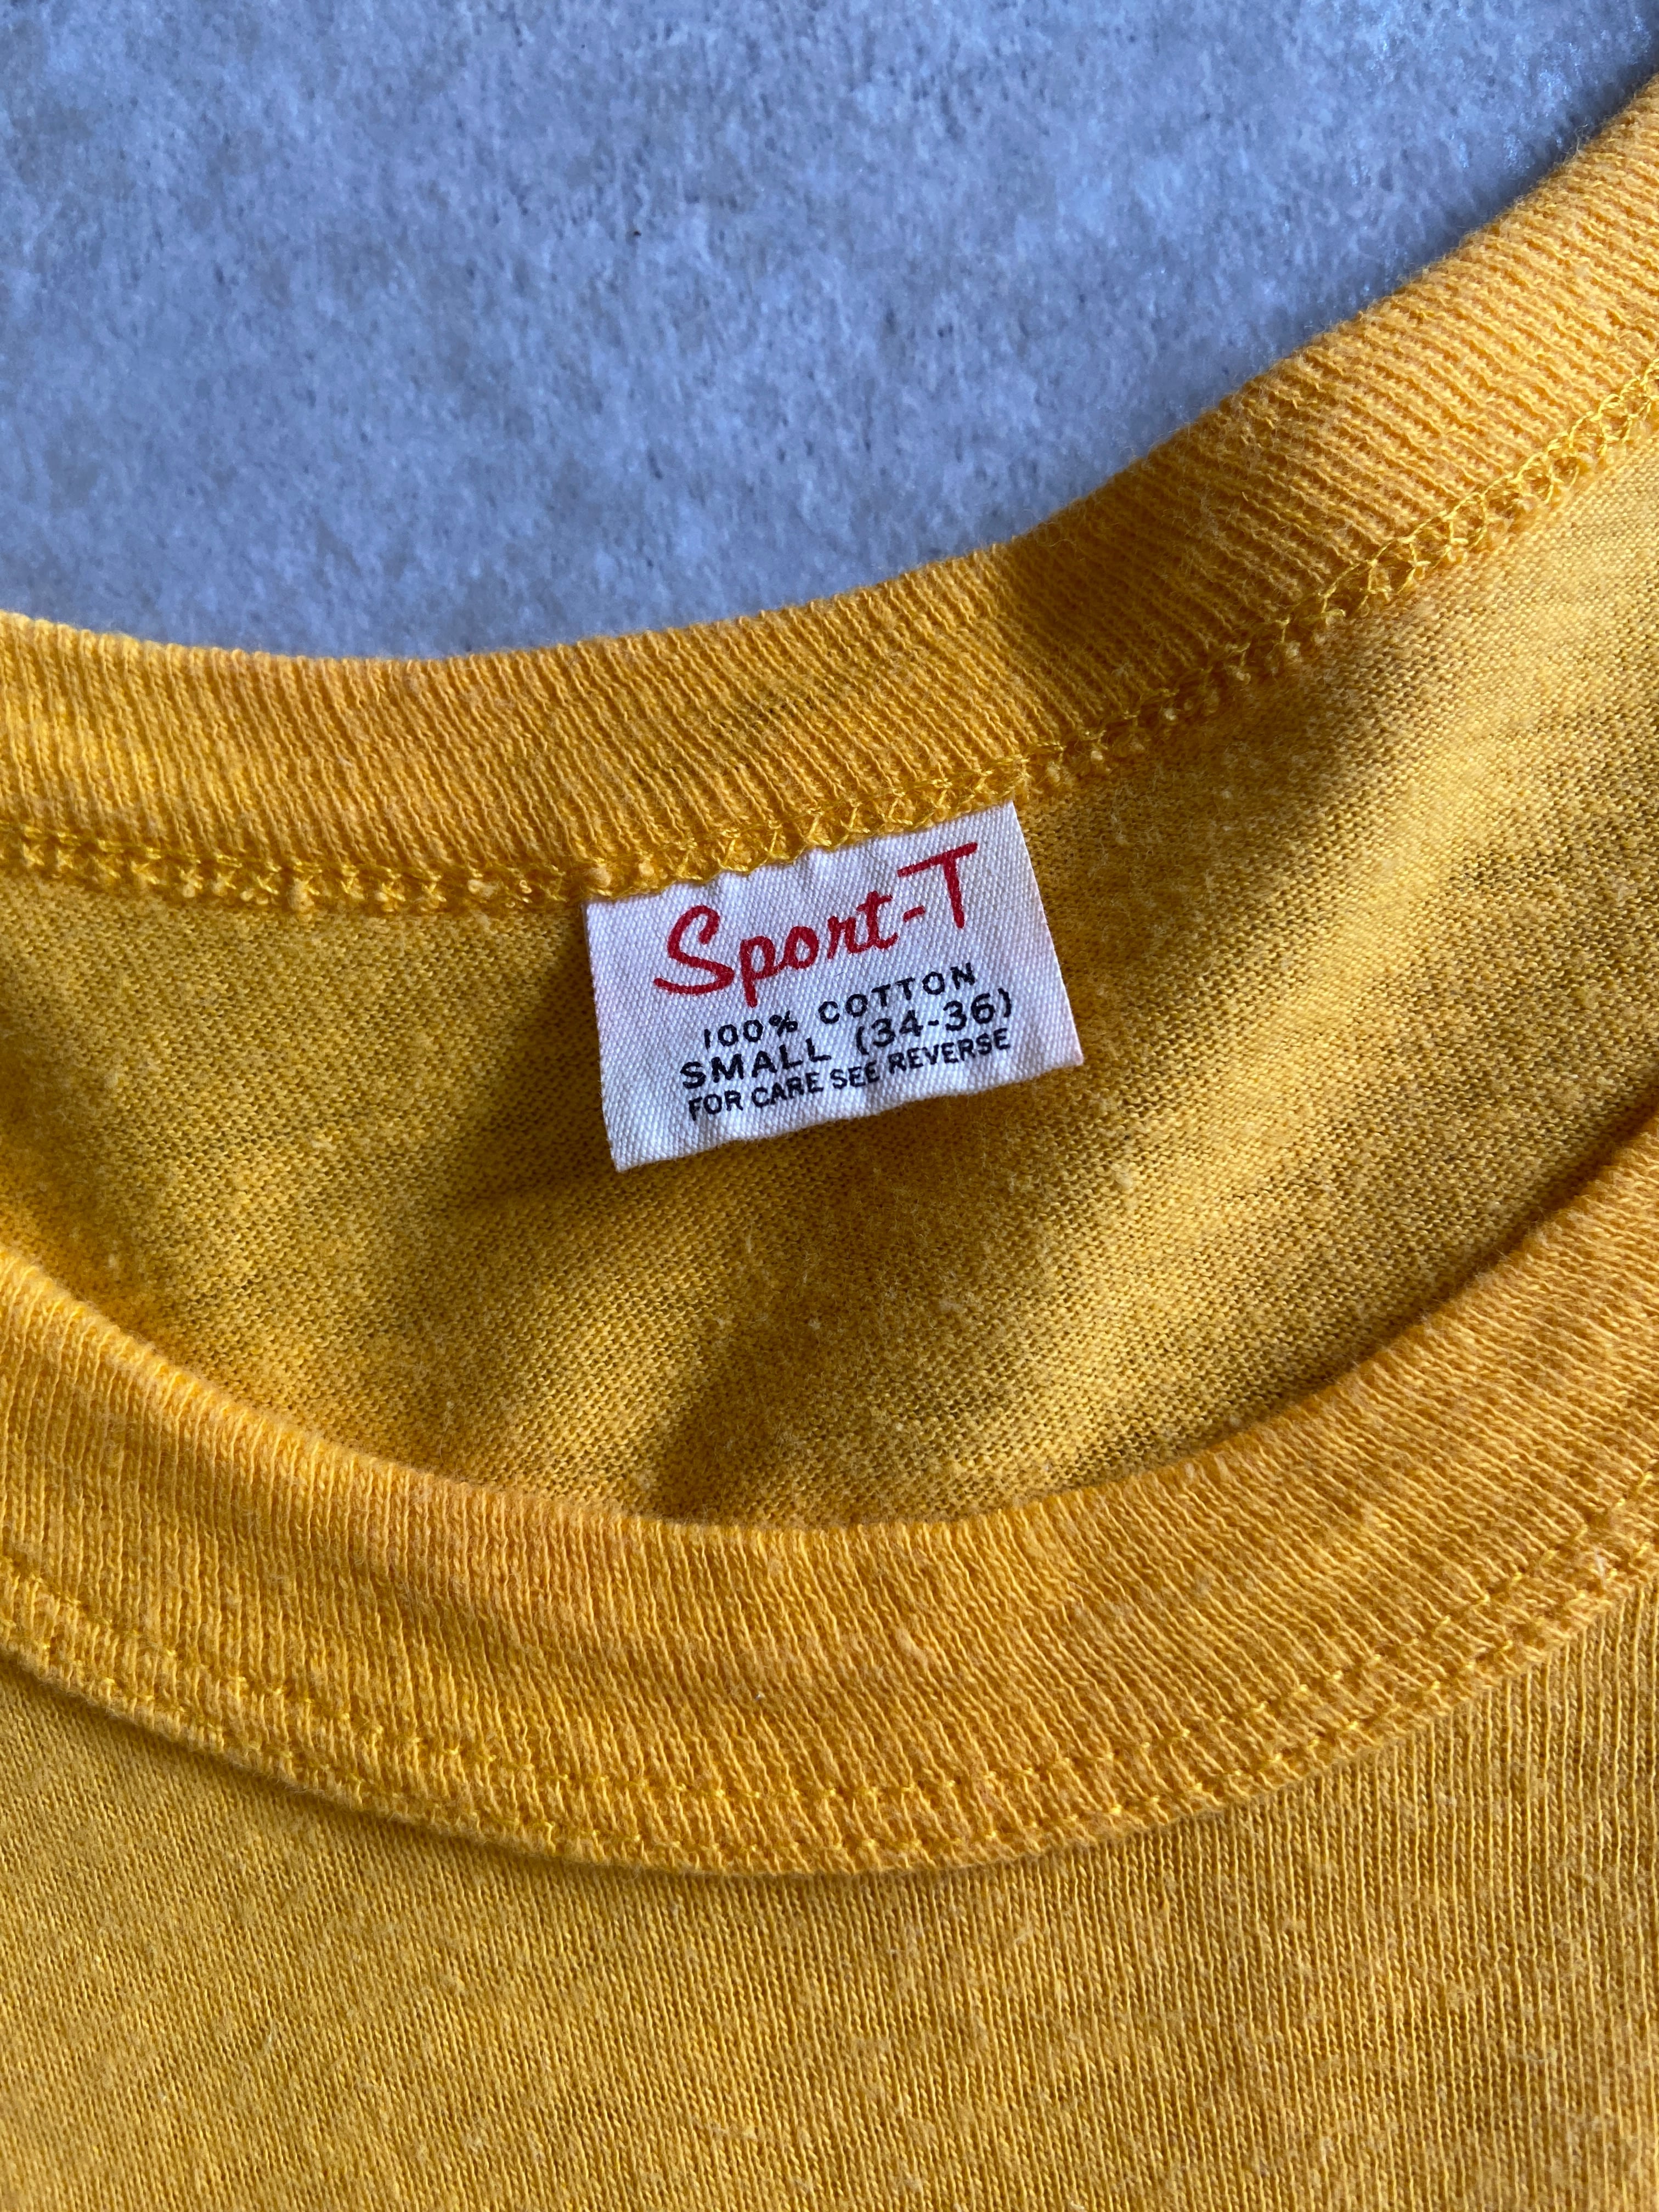 Sport-T
100% COTTON
SMALL (34-36)
FOR CARE SEE REVERSE